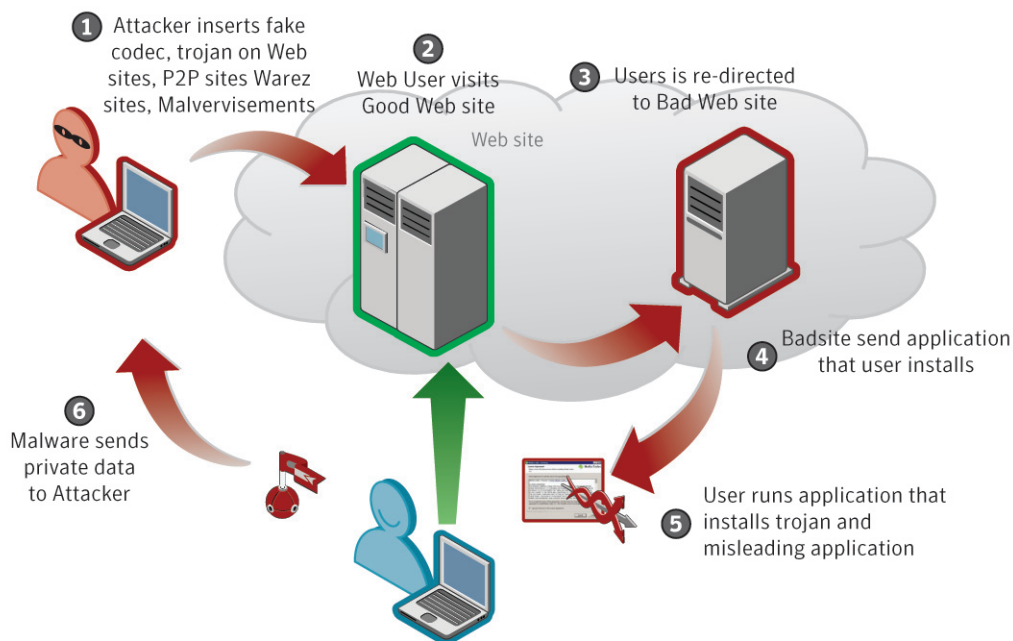 1 Attacker inserts fake
codec, trojan on Web
sites, P2P sites Warez
sites, Malvervisements
2
Web User visits
Good Web site
3 Users is re-directed
to Bad Web site
Web site
4 Badsite send application
that user installs
5 User runs application that
installs trojan and
misleading application
6
Malware sends
private data
to Attacker